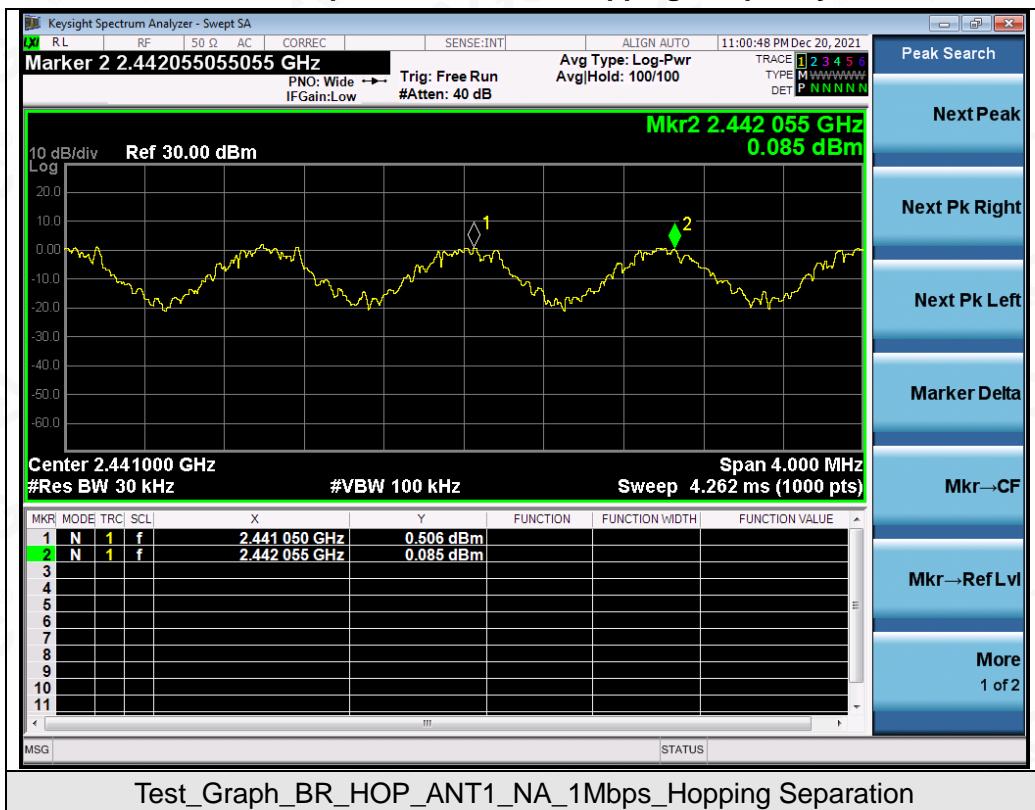 Keysight Spectrum Analyzer - Swept SA
LXI RL RF 50 Ω AC CORREC SENSE:INT ALIGN AUTO 11:00:48 PM Dec 20, 2021
Marker 2 2.442055055055 GHz
PNO: Wide
IFGain:Low
Trig: Free Run
#Atten: 40 dB
Avg Type: Log-Pwr
Avg|Hold: 100/100
TRACE 1 2 3 4 5 6
TYPE M WWWWW
DET P N N N N N
Mkr2 2.442 055 GHz
0.085 dBm
10 dB/div Ref 30.00 dBm
Log
20.0
10.0
0.00
-10.0
-20.0
-30.0
-40.0
-50.0
-60.0
1
2
Center 2.441000 GHz Span 4.000 MHz
#Res BW 30 kHz #VBW 100 kHz Sweep 4.262 ms (1000 pts)
MKR MODE TRC SCL X Y FUNCTION FUNCTION WIDTH FUNCTION VALUE
1 N 1 f 2.441 050 GHz 0.506 dBm
2 N 1 f 2.442 055 GHz 0.085 dBm
3
4
5
6
7
8
9
10
11
MSG STATUS
Peak Search
Next Peak
Next Pk Right
Next Pk Left
Marker Delta
Mkr→CF
Mkr→Ref Lvl
More
1 of 2
Test_Graph_BR_HOP_ANT1_NA_1Mbps_Hopping Separation